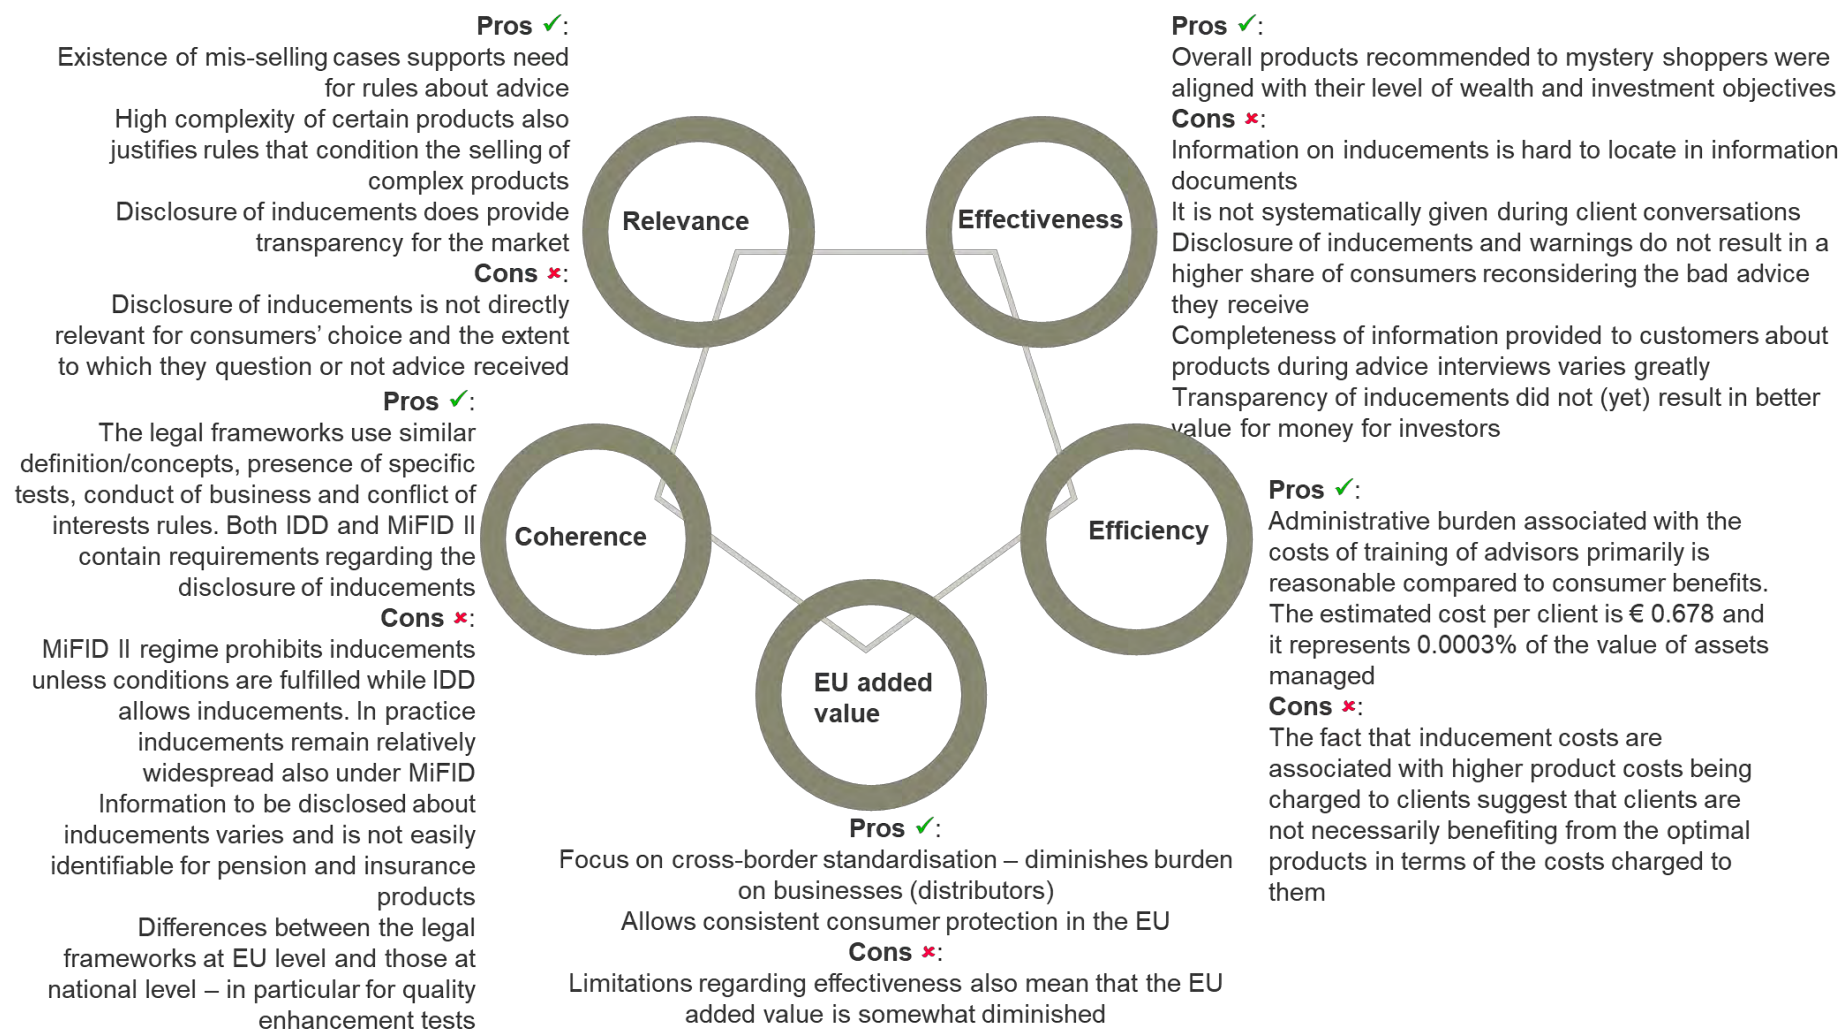 Pros ✓:
Existence of mis-selling cases supports need
for rules about advice
High complexity of certain products also
justifies rules that condition the selling of
complex products
Disclosure of inducements does provide
transparency for the market
Cons ✘:
Disclosure of inducements is not directly
relevant for consumers’ choice and the extent
to which they question or not advice received
Relevance
Pros ✓:
Overall products recommended to mystery shoppers were
aligned with their level of wealth and investment objectives
Cons ✘:
Information on inducements is hard to locate in information
documents
It is not systematically given during client conversations
Disclosure of inducements and warnings do not result in a
higher share of consumers reconsidering the bad advice
they receive
Completeness of information provided to customers about
products during advice interviews varies greatly
Transparency of inducements did not (yet) result in better
value for money for investors
Effectiveness
Pros ✓:
The legal frameworks use similar
definition/concepts, presence of specific
tests, conduct of business and conflict of
interests rules. Both IDD and MiFID II
contain requirements regarding the
disclosure of inducements
Cons ✘:
MiFID II regime prohibits inducements
unless conditions are fulfilled while IDD
allows inducements. In practice
inducements remain relatively
widespread also under MiFID
Information to be disclosed about
inducements varies and is not easily
identifiable for pension and insurance
products
Differences between the legal
frameworks at EU level and those at
national level – in particular for quality
enhancement tests
Coherence
Efficiency
Pros ✓:
Administrative burden associated with the
costs of training of advisors primarily is
reasonable compared to consumer benefits.
The estimated cost per client is € 0.678 and
it represents 0.0003% of the value of assets
managed
Cons ✘:
The fact that inducement costs are
associated with higher product costs being
charged to clients suggest that clients are
not necessarily benefiting from the optimal
products in terms of the costs charged to
them
EU added
value
Pros ✓:
Focus on cross-border standardisation – diminishes burden
on businesses (distributors)
Allows consistent consumer protection in the EU
Cons ✘:
Limitations regarding effectiveness also mean that the EU
added value is somewhat diminished